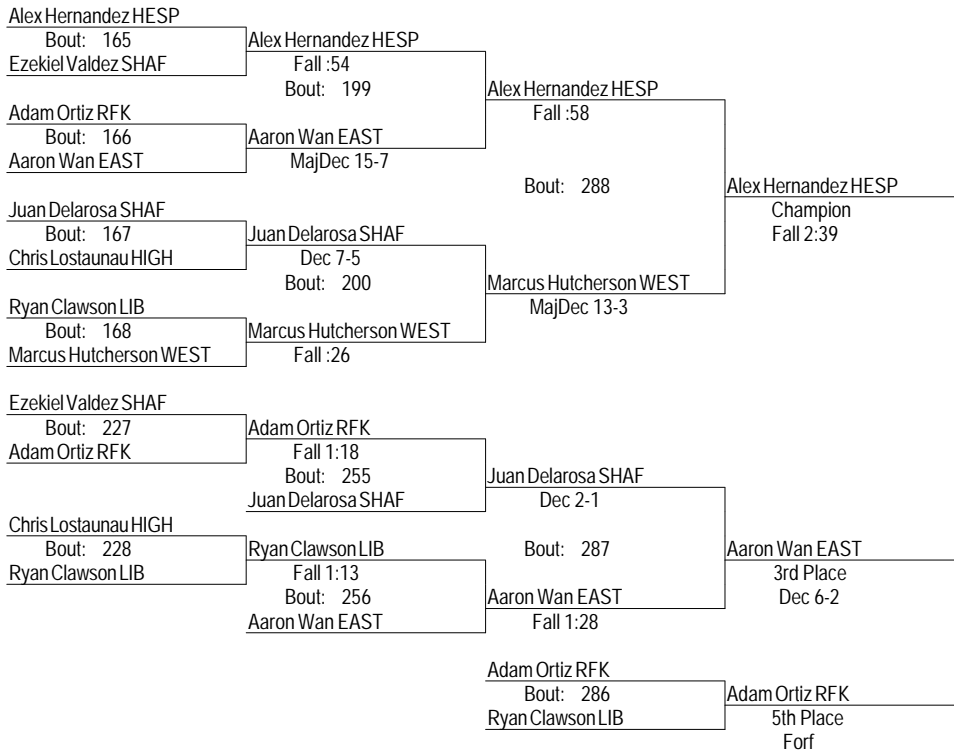 Alex Hernandez HESP
Bout: 165
Alex Hernandez HESP
Ezekiel Valdez SHAF
Fall :54
Bout: 199
Alex Hernandez HESP
Adam Ortiz RFK
Fall :58
Bout: 166
Aaron Wan EAST
Aaron Wan EAST
MajDec 15-7
Bout: 288
Alex Hernandez HESP
Juan Delarosa SHAF
Champion
Bout: 167
Juan Delarosa SHAF
Fall 2:39
Chris Lostaunau HIGH
Dec 7-5
Bout: 200
Marcus Hutcherson WEST
Ryan Clawson LIB
MajDec 13-3
Bout: 168
Marcus Hutcherson WEST
Marcus Hutcherson WEST
Fall :26
Ezekiel Valdez SHAF
Bout: 227
Adam Ortiz RFK
Adam Ortiz RFK
Fall 1:18
Bout: 255
Juan Delarosa SHAF
Juan Delarosa SHAF
Dec 2-1
Chris Lostaunau HIGH
Bout: 228
Ryan Clawson LIB
Bout: 287
Aaron Wan EAST
Ryan Clawson LIB
Fall 1:13
3rd Place
Bout: 256
Aaron Wan EAST
Dec 6-2
Aaron Wan EAST
Fall 1:28
Adam Ortiz RFK
Bout: 286
Adam Ortiz RFK
Ryan Clawson LIB
5th Place
Forf